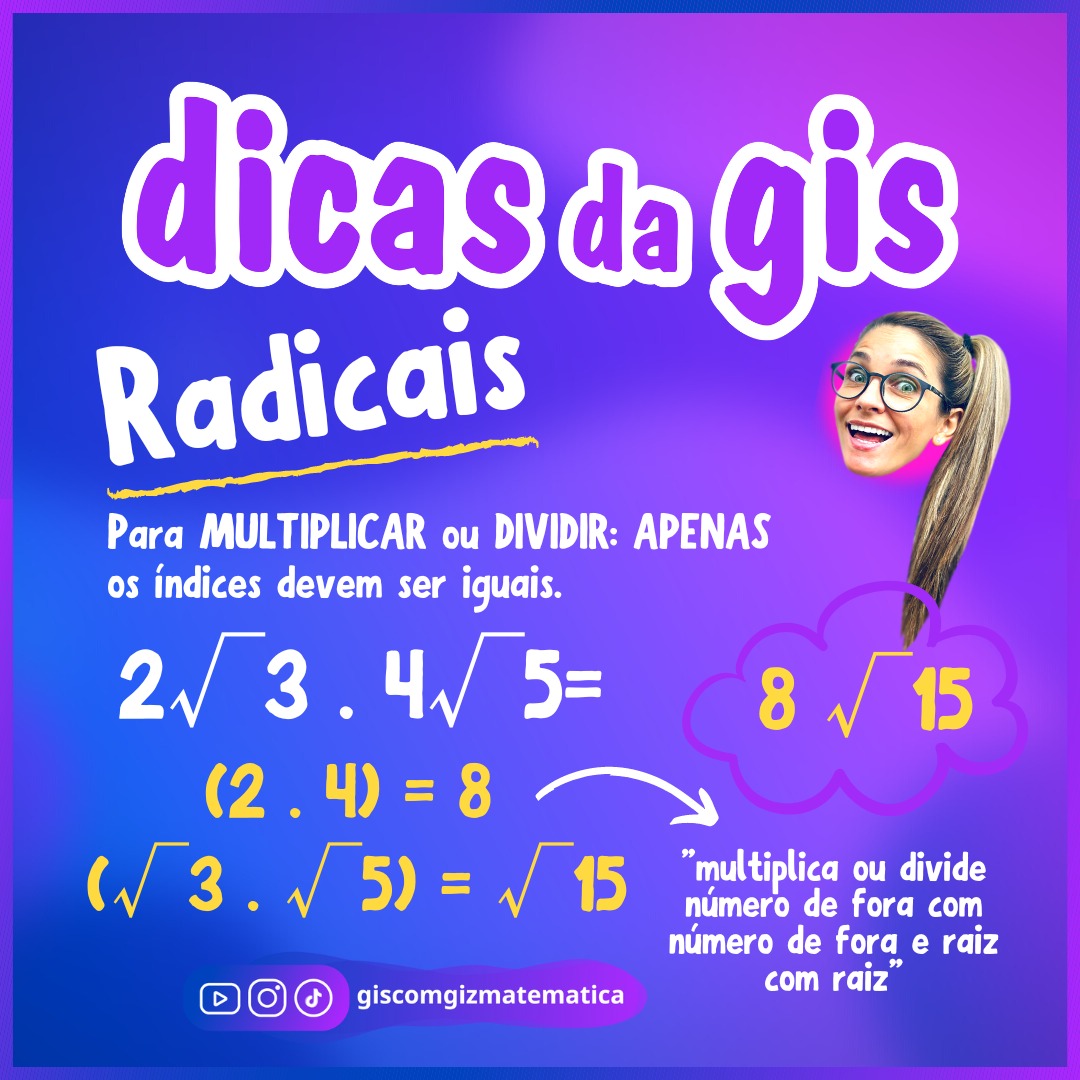 dicas da gis
Radicais
Para MULTIPLICAR ou DIVIDIR: APENAS
os índices devem ser iguais.
2√3 . 4√5=
8 √15
(2 . 4) = 8
(√3 . √5) = √15
"multiplica ou divide
número de fora com
número de fora e raiz
com raiz"
giscomgizmatematica